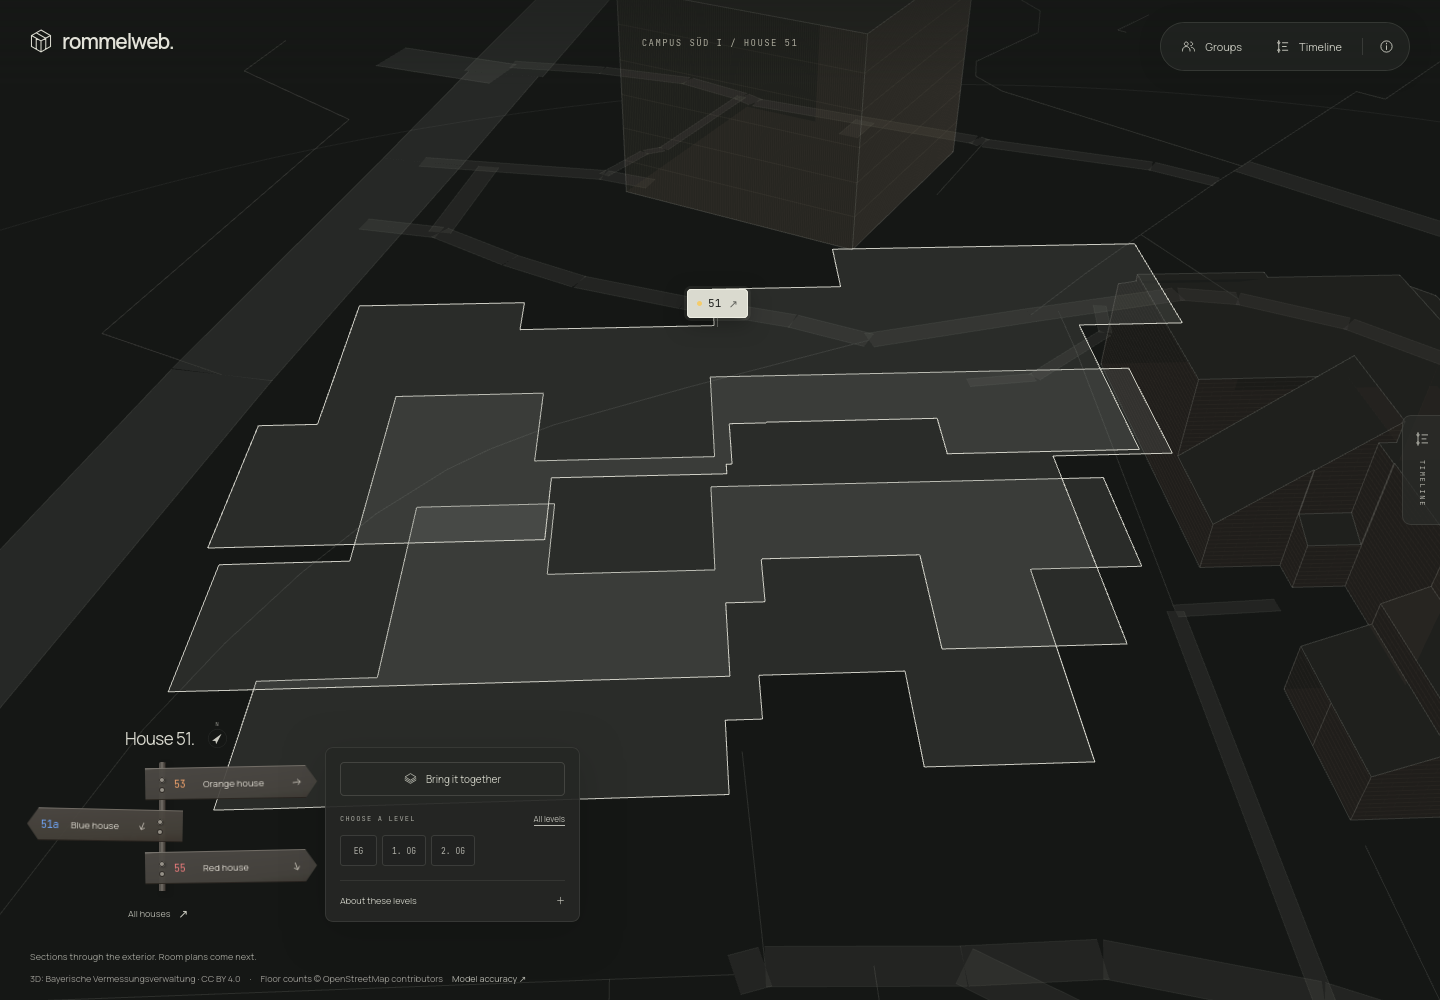 rommelweb.
CAMPUS SÜD I / HOUSE 51
Groups
Timeline
51 ↗
TIMELINE
N
House 51.
53 Orange house →
51a Blue house ↙
55 Red house ↘
All houses ↗
Bring it together
CHOOSE A LEVEL
All levels
EG
1. OG
2. OG
About these levels +
Sections through the exterior. Room plans come next.
3D: Bayerische Vermessungsverwaltung · CC BY 4.0 · Floor counts © OpenStreetMap contributors Model accuracy ↗